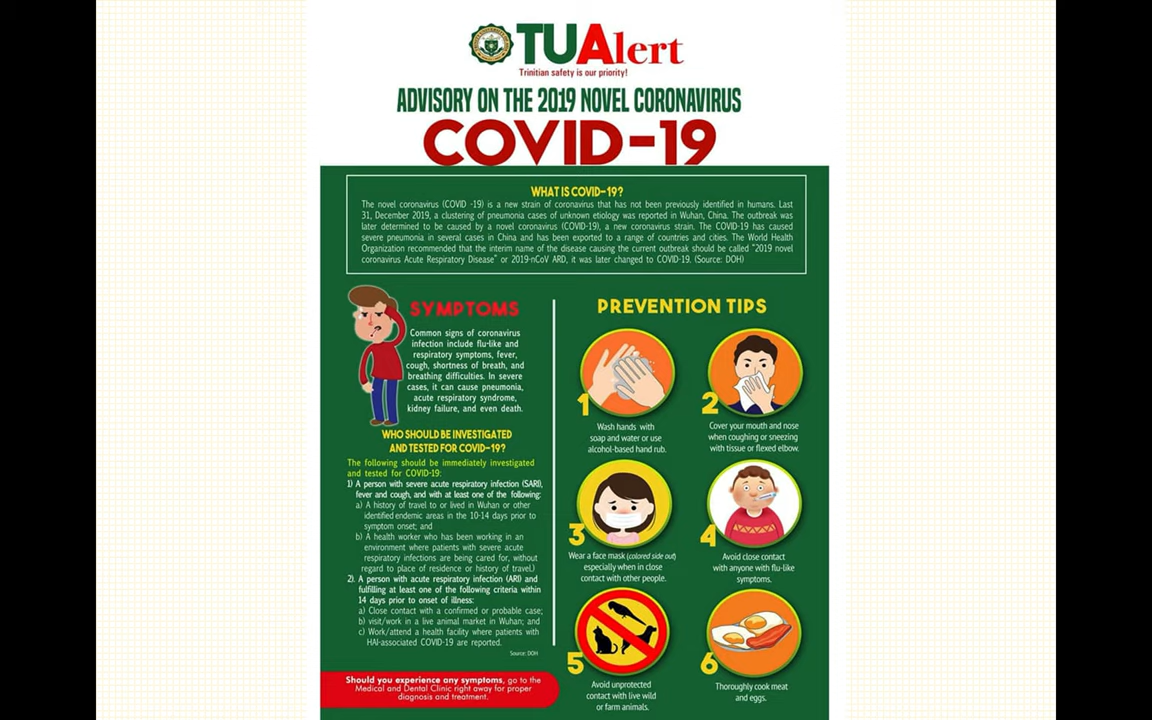 TUAlert
Trinitian safety is our priority!
ADVISORY ON THE 2019 NOVEL CORONAVIRUS
COVID-19
WHAT IS COVID-19?
The novel coronavirus (COVID -19) is a new strain of coronavirus that has not been previously identified in humans. Last
31, December 2019, a clustering of pneumonia cases of unknown etiology was reported in Wuhan, China. The outbreak was
later determined to be caused by a novel coronavirus (COVID-19), a new coronavirus strain. The COVID-19 has caused
severe pneumonia in several cases in China and has been exported to a range of countries and cities. The World Health
Organization recommended that the interim name of the disease causing the current outbreak should be called "2019 novel
coronavirus Acute Respiratory Disease" or 2019-nCoV ARD, it was later changed to COVID-19. (Source: DOH)
SYMPTOMS
Common signs of coronavirus
infection include flu-like and
respiratory symptoms, fever,
cough, shortness of breath, and
breathing difficulties. In severe
cases, it can cause pneumonia,
acute respiratory syndrome,
kidney failure, and even death.
WHO SHOULD BE INVESTIGATED
AND TESTED FOR COVID-19?
The following should be immediately investigated
and tested for COVID-19:
1) A person with severe acute respiratory infection (SARI),
fever and cough, and with at least one of the following:
a) A history of travel to or lived in Wuhan or other
identified endemic areas in the 10-14 days prior to
symptom onset; and
b) A health worker who has been working in an
environment where patients with severe acute
respiratory infections are being cared for, without
regard to place of residence or history of travel.)
2). A person with acute respiratory infection (ARI) and
fulfilling at least one of the following criteria within
14 days prior to onset of illness:
a) Close contact with a confirmed or probable case;
b) visit/work in a live animal market in Wuhan; and
c) Work/attend a health facility where patients with
HAI-associated COVID-19 are reported.
Source: DOH
Should you experience any symptoms, go to the
Medical and Dental Clinic right away for proper
diagnosis and treatment.
PREVENTION TIPS
1
Wash hands with
soap and water or use
alcohol-based hand rub.
2
Cover your mouth and nose
when coughing or sneezing
with tissue or flexed elbow.
3
Wear a face mask (colored side out)
especially when in close
contact with other people.
4
Avoid close contact
with anyone with flu-like
symptoms.
5
Avoid unprotected
contact with live wild
or farm animals.
6
Thoroughly cook meat
and eggs.